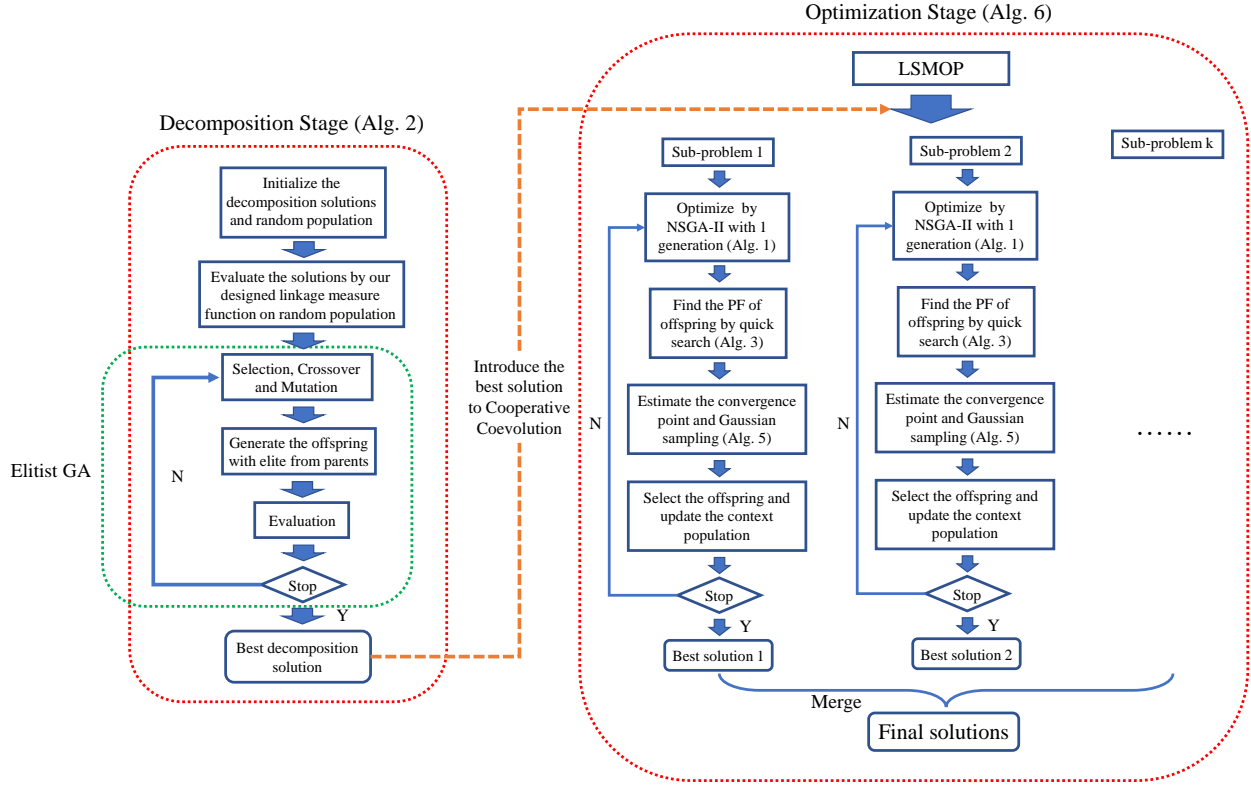 Optimization Stage (Alg. 6)
LSMOP
Decomposition Stage (Alg. 2)
Initialize the
decomposition solutions
and random population
Evaluate the solutions by our
designed linkage measure
function on random population
Selection, Crossover
and Mutation
Generate the offspring
with elite from parents
N
Elitist GA
Evaluation
Stop
Y
Best decomposition
solution
Introduce the
best solution
to Cooperative
Coevolution
Sub-problem 1
Optimize by
NSGA-II with 1
generation (Alg. 1)
Find the PF of
offspring by quick
search (Alg. 3)
Estimate the convergence
point and Gaussian
sampling (Alg. 5)
N
Select the offspring and
update the context
population
Stop
Y
Best solution 1
Sub-problem 2
Optimize by
NSGA-II with 1
generation (Alg. 1)
Find the PF of
offspring by quick
search (Alg. 3)
Estimate the convergence
point and Gaussian
sampling (Alg. 5)
N
Select the offspring and
update the context
population
Stop
Y
Best solution 2
Sub-problem k
......
Merge
Final solutions